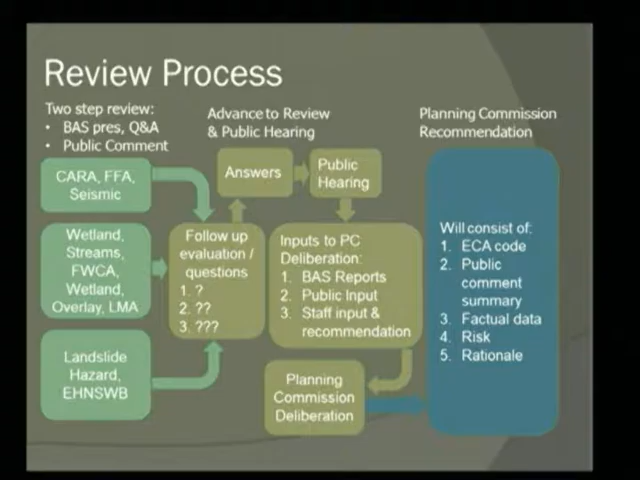 Review Process
Two step review:
• BAS pres, Q&A
• Public Comment
Advance to Review
& Public Hearing
Planning Commission
Recommendation
CARA, FFA,
Seismic
Wetland,
Streams,
FWCA,
Wetland,
Overlay, LMA
Landslide
Hazard,
EHNSWB
Follow up
evaluation /
questions
1. ?
2. ??
3. ???
Answers
Public
Hearing
Inputs to PC
Deliberation:
1. BAS Reports
2. Public Input
3. Staff input &
recommendation
Planning
Commission
Deliberation
Will consist of:
1. ECA code
2. Public
comment
summary
3. Factual data
4. Risk
5. Rationale